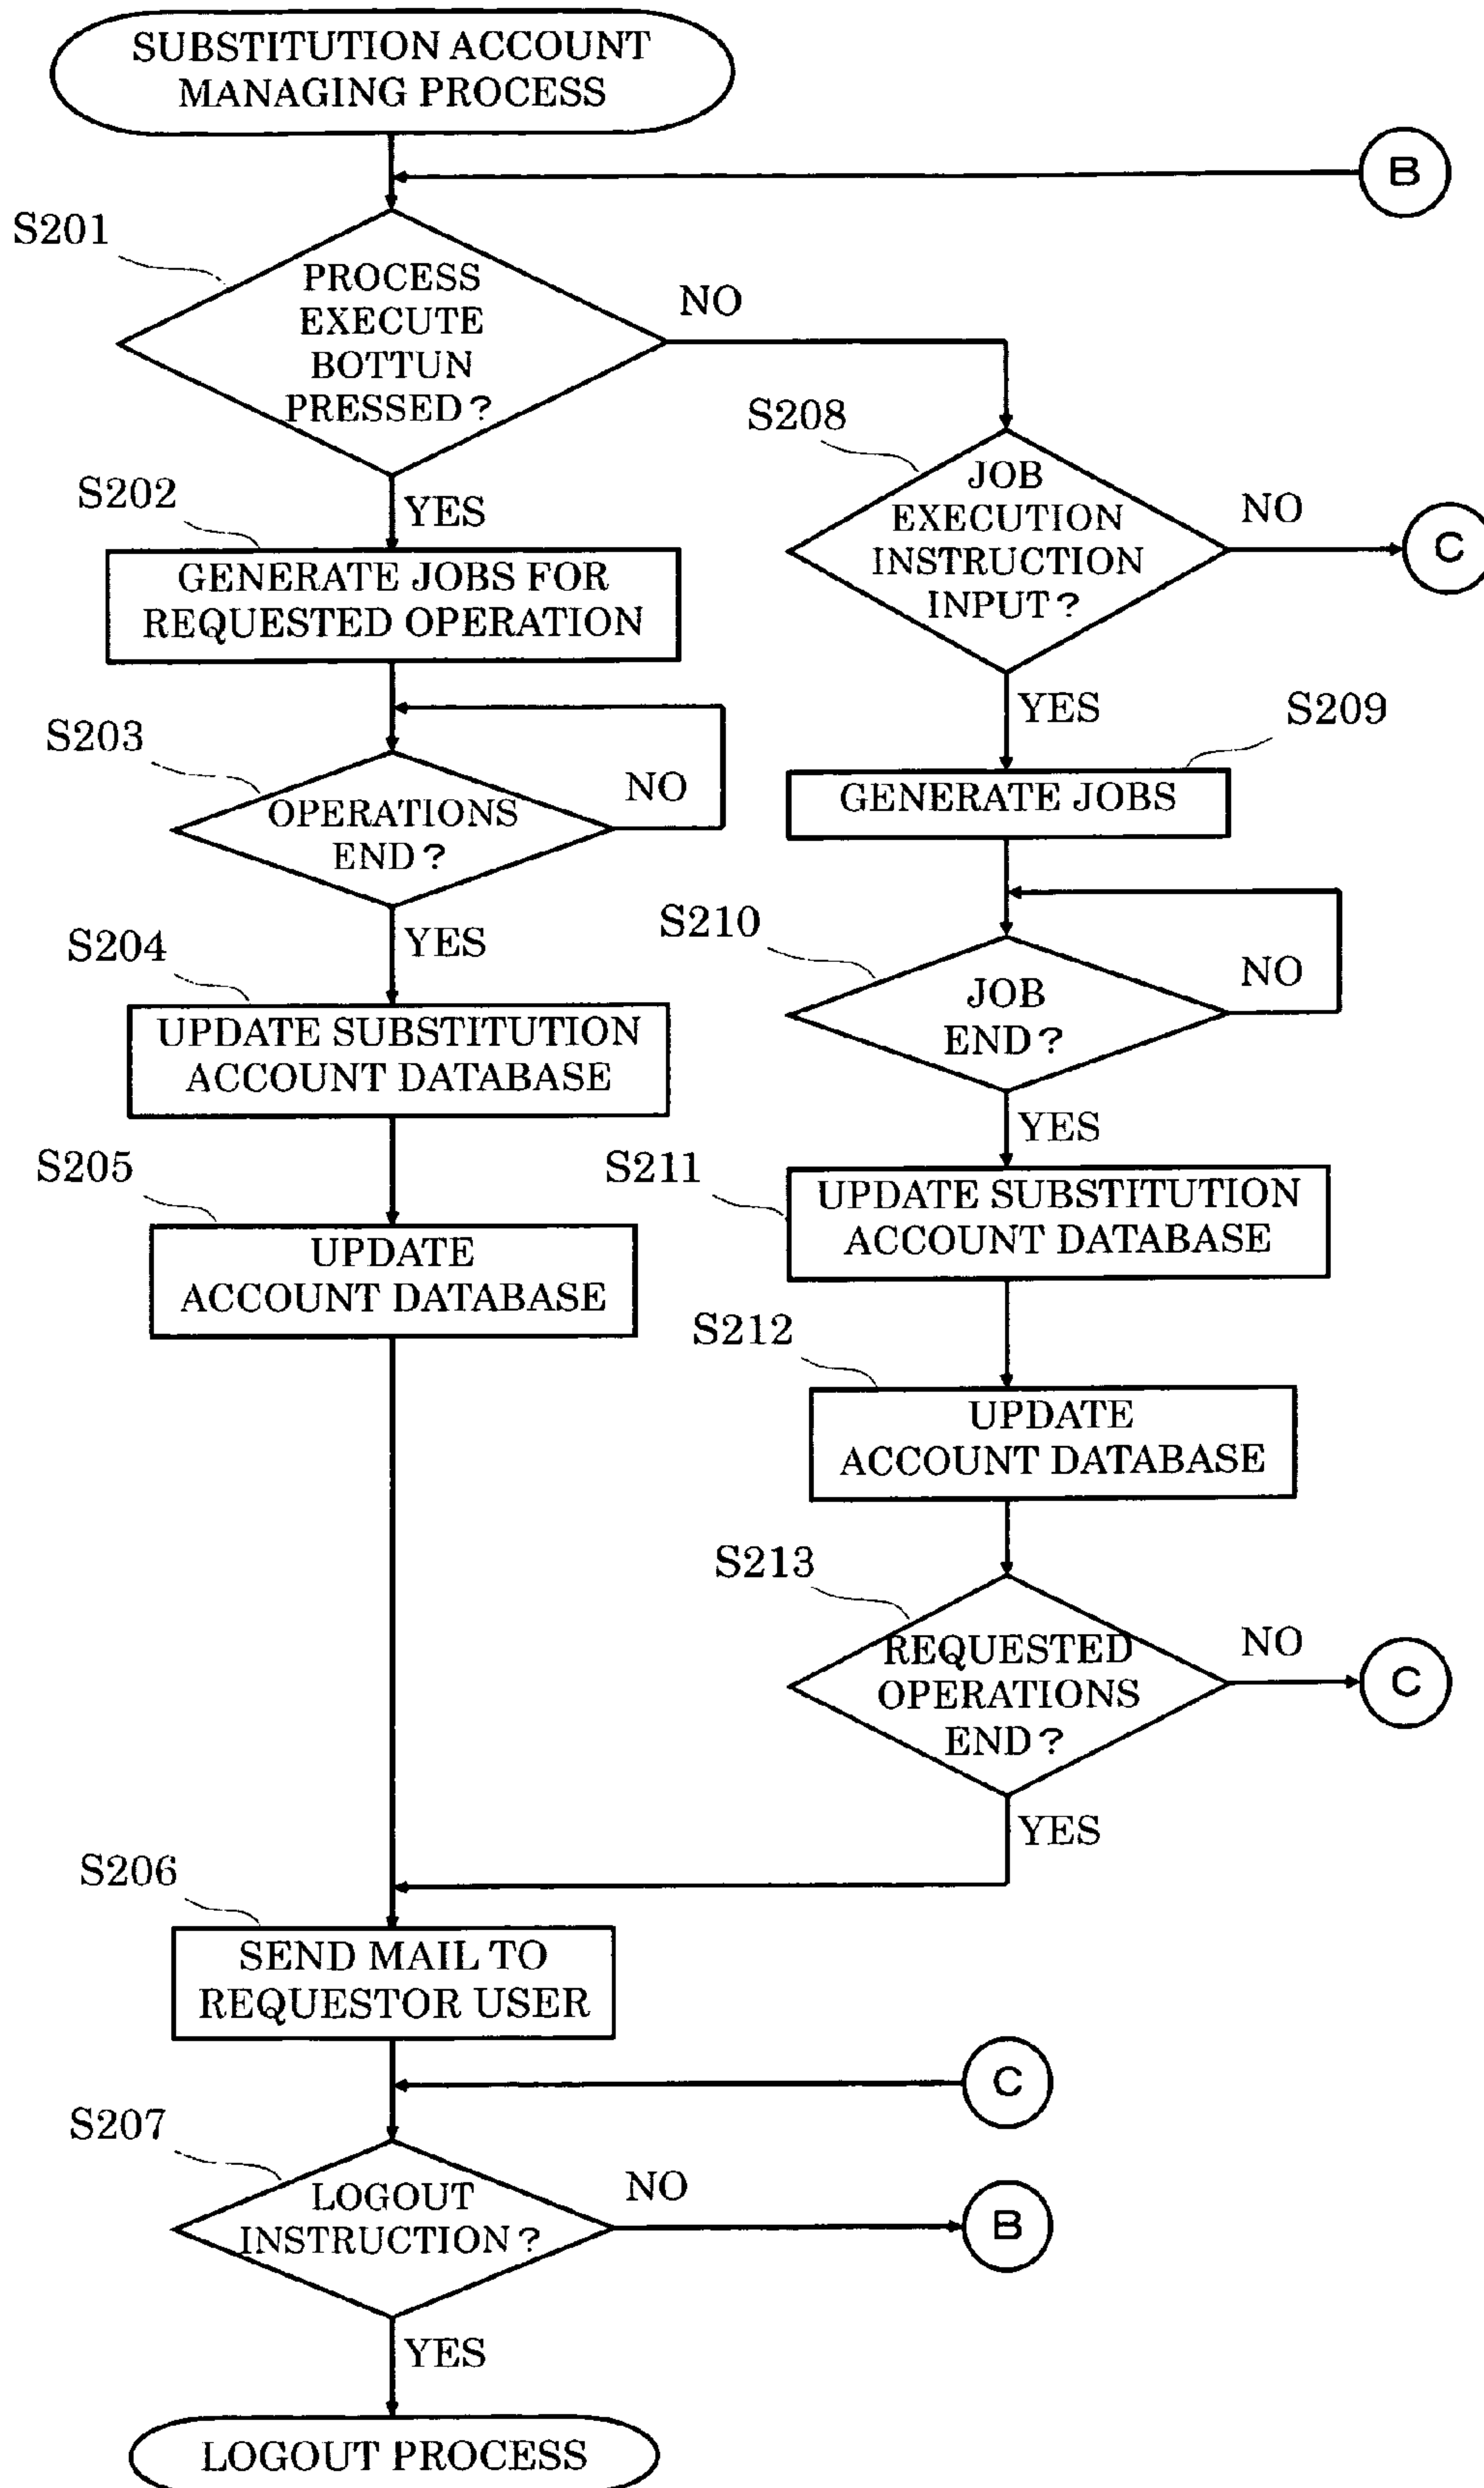 SUBSTITUTION ACCOUNT
MANAGING PROCESS
B
S201
PROCESS
EXECUTE
BOTTUN
PRESSED?
NO
S208
JOB
EXECUTION
INSTRUCTION
INPUT?
NO
C
YES
S202
GENERATE JOBS FOR
REQUESTED OPERATION
YES
S209
GENERATE JOBS
S203
OPERATIONS
END?
NO
S210
JOB
END?
NO
YES
S204
UPDATE SUBSTITUTION
ACCOUNT DATABASE
YES
S211
UPDATE SUBSTITUTION
ACCOUNT DATABASE
S205
UPDATE
ACCOUNT DATABASE
S212
UPDATE
ACCOUNT DATABASE
S213
REQUESTED
OPERATIONS
END?
NO
C
YES
S206
SEND MAIL TO
REQUESTOR USER
C
S207
LOGOUT
INSTRUCTION?
NO
B
YES
LOGOUT PROCESS